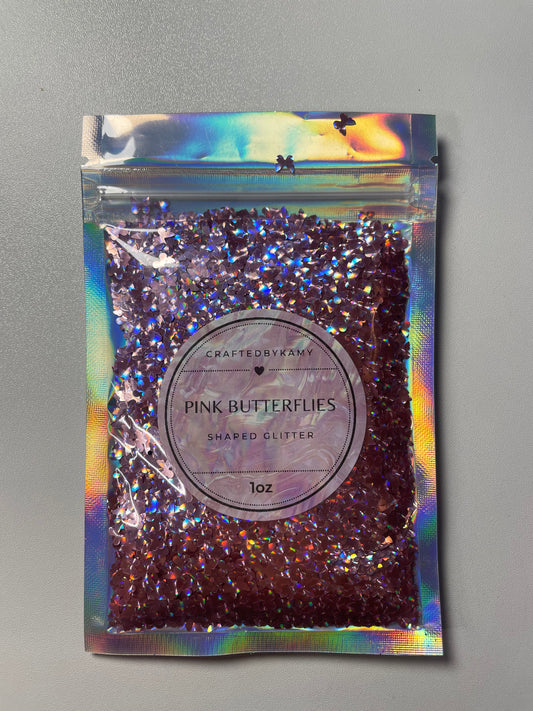 CRAFTEDBYKAMY
PINK BUTTERFLIES
SHAPED GLITTER
1oz